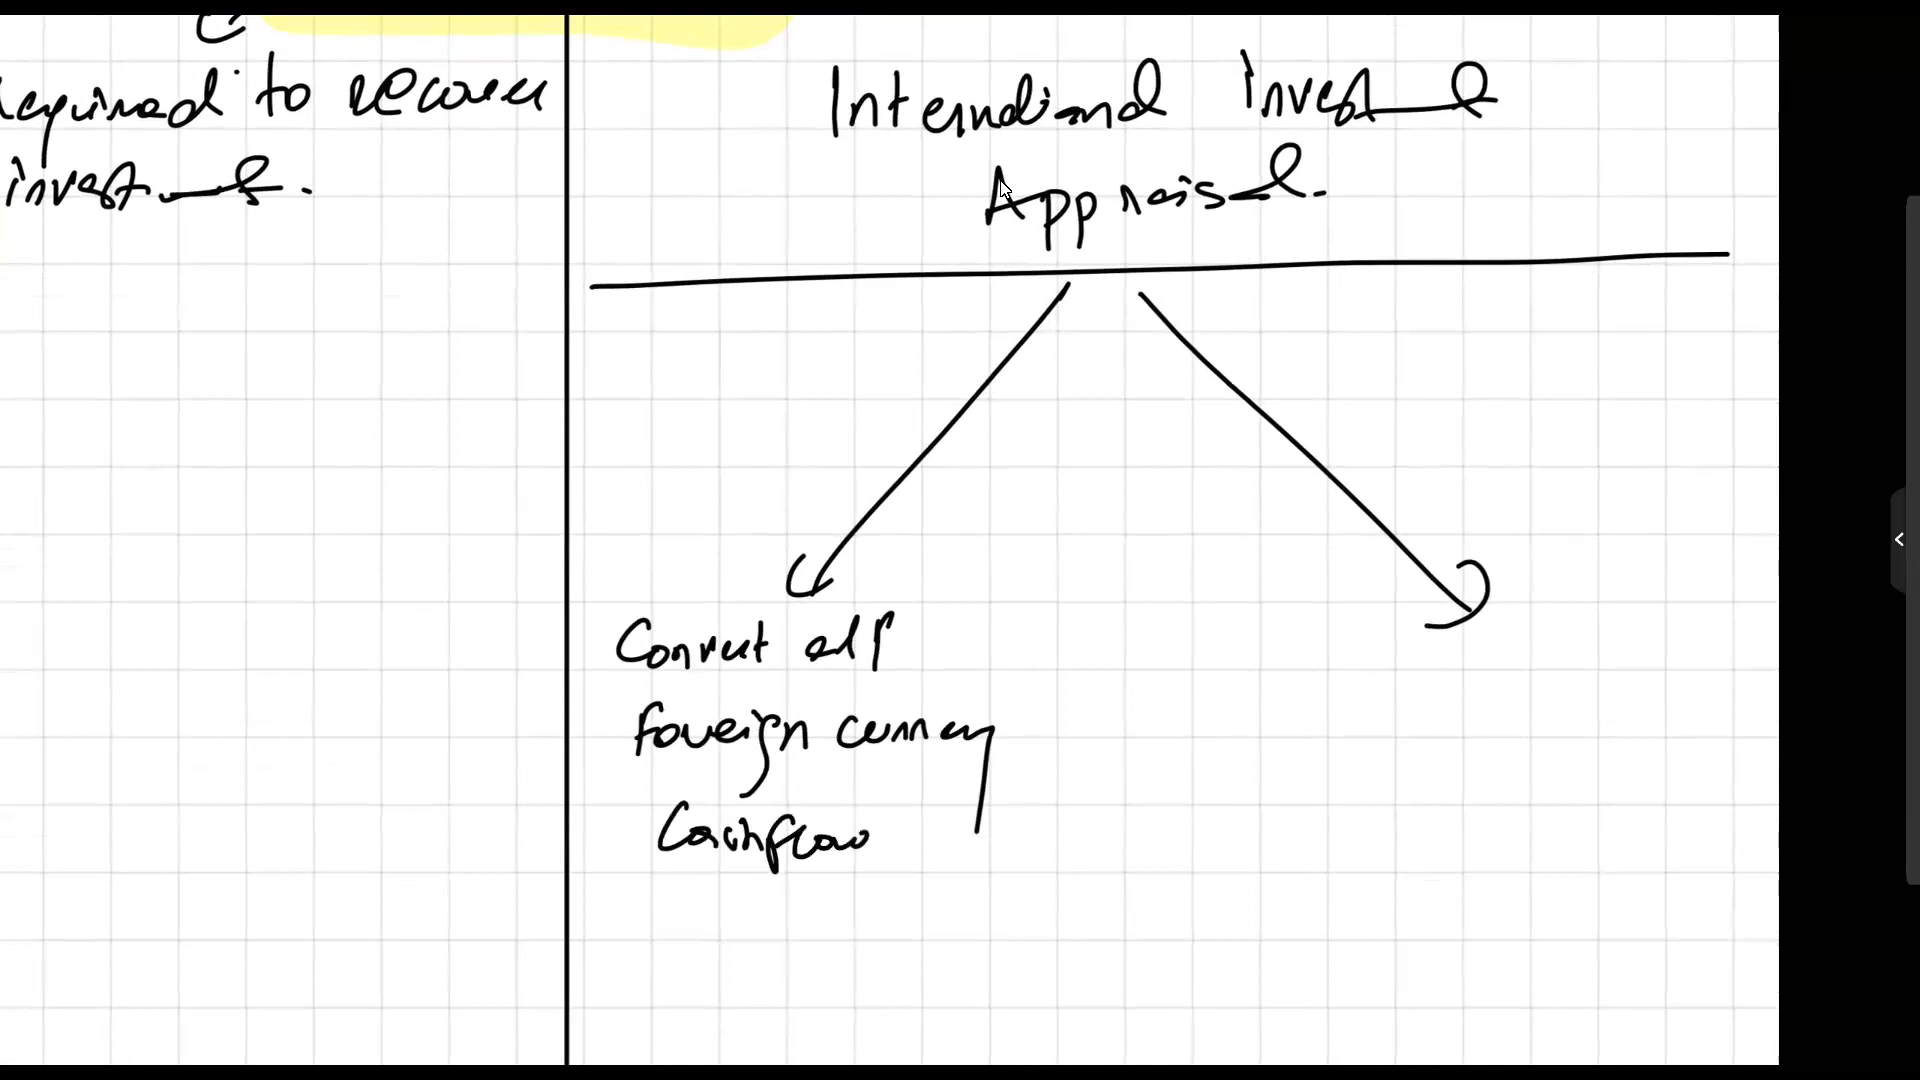 required to recover
investment.
International Investment
Appraisal.
Convert all
foreign currency
Cashflow